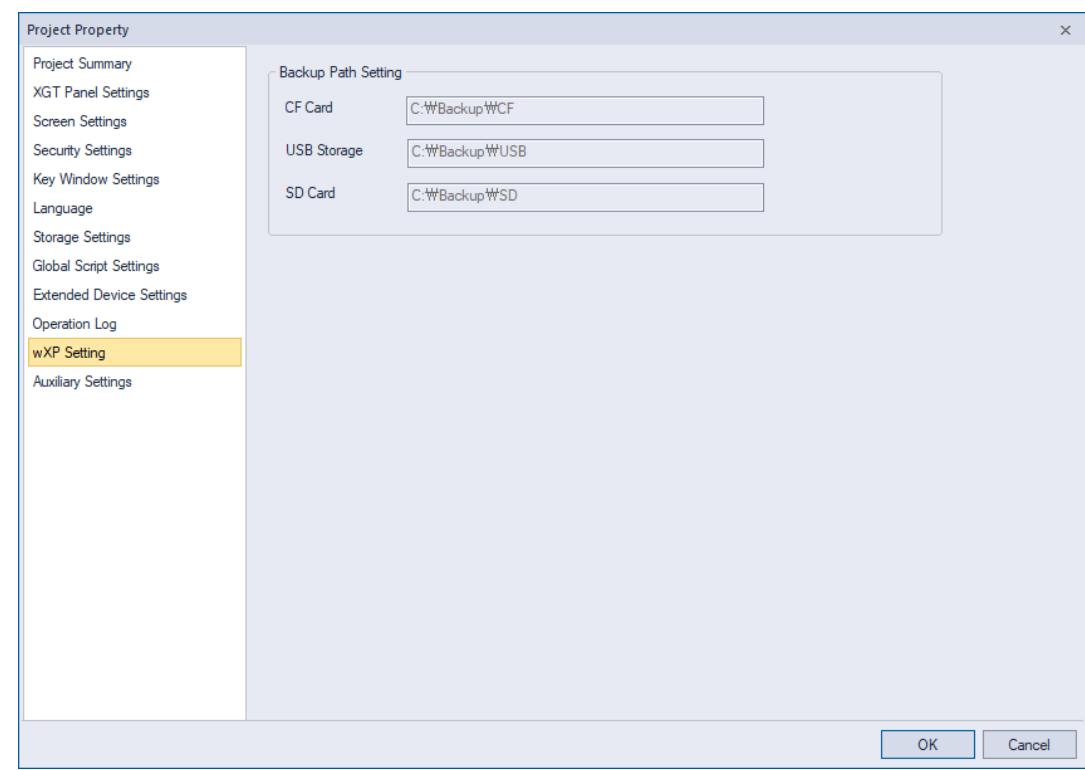 Project Property
Project Summary
XGT Panel Settings
Screen Settings
Security Settings
Key Window Settings
Language
Storage Settings
Global Script Settings
Extended Device Settings
Operation Log
wXP Setting
Auxiliary Settings
Backup Path Setting
CF Card C:₩Backup₩CF
USB Storage C:₩Backup₩USB
SD Card C:₩Backup₩SD
OK Cancel